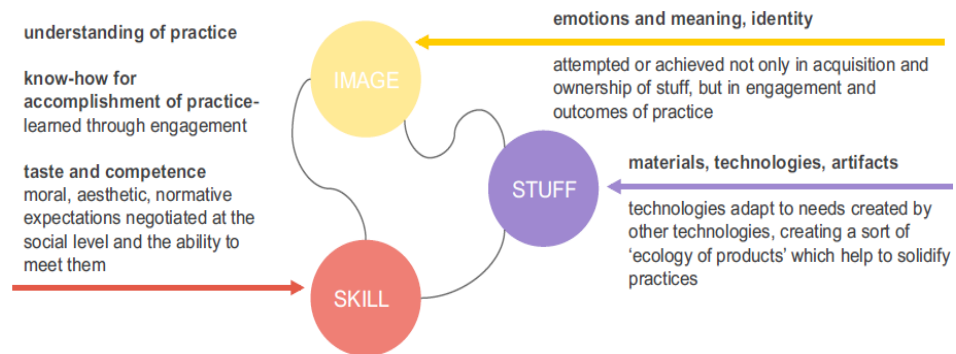 understanding of practice
know-how for
accomplishment of practice-
learned through engagement
taste and competence
moral, aesthetic, normative
expectations negotiated at the
social level and the ability to
meet them
IMAGE
STUFF
SKILL
emotions and meaning, identity
attempted or achieved not only in acquisition and
ownership of stuff, but in engagement and
outcomes of practice
materials, technologies, artifacts
technologies adapt to needs created by
other technologies, creating a sort of
‘ecology of products’ which help to solidify
practices